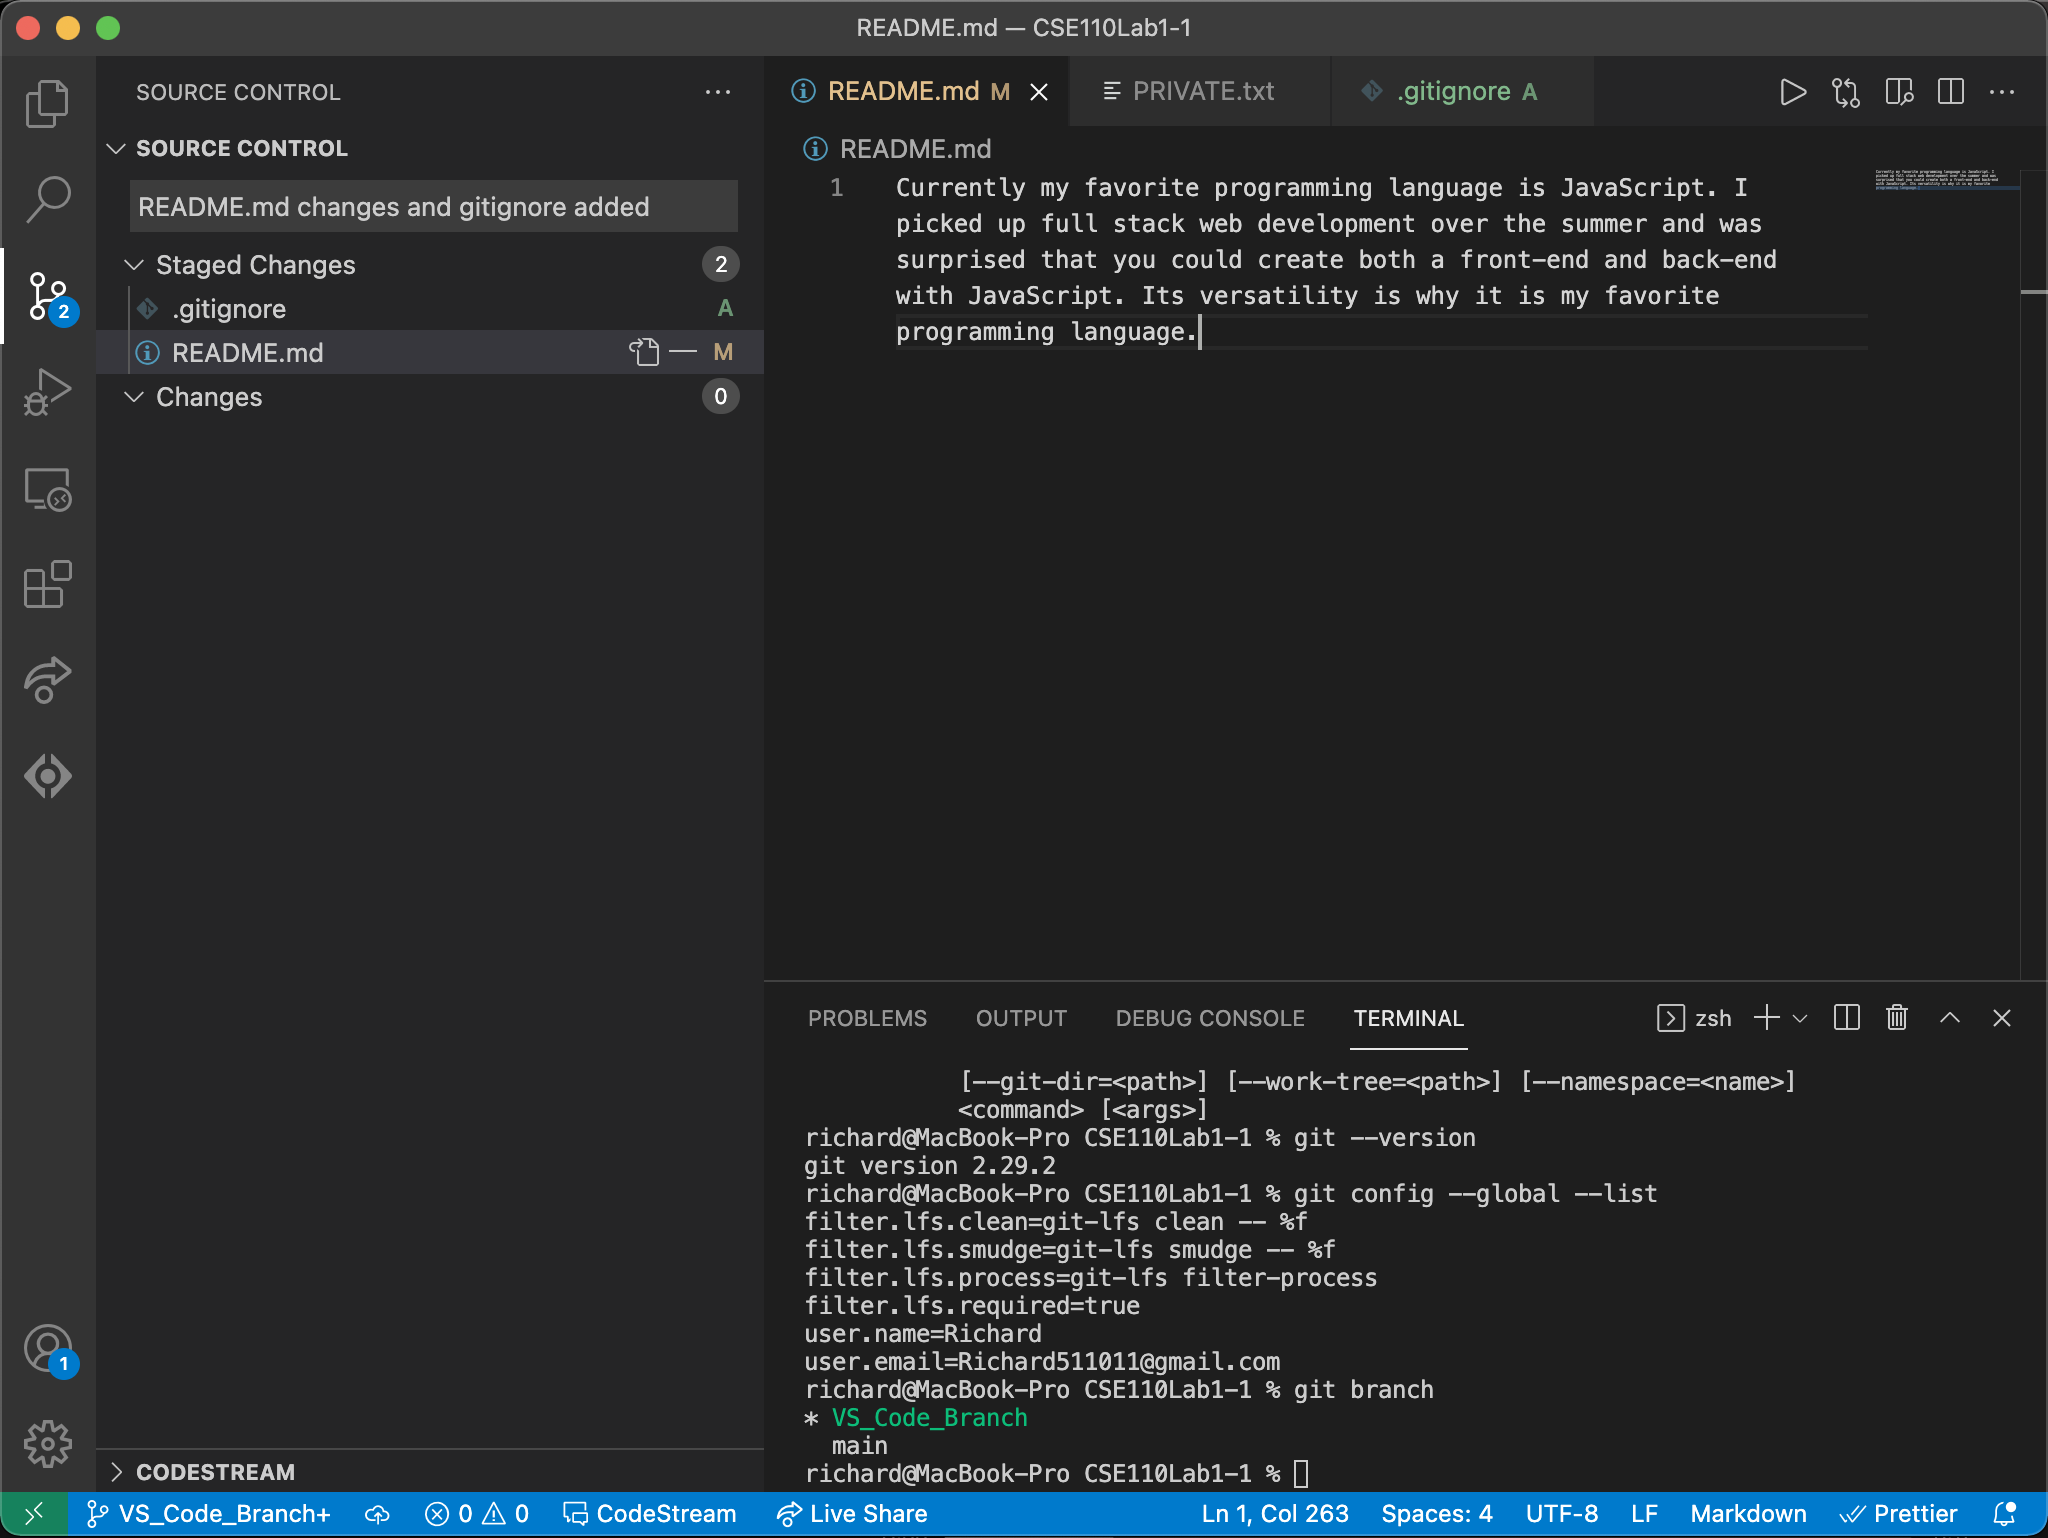 README.md — CSE110Lab1-1
SOURCE CONTROL
SOURCE CONTROL
README.md changes and gitignore added
Staged Changes 2
.gitignore A
README.md M
Changes 0
2
1
CODESTREAM
README.md M
PRIVATE.txt
.gitignore A
README.md
1 Currently my favorite programming language is JavaScript. I
picked up full stack web development over the summer and was
surprised that you could create both a front-end and back-end
with JavaScript. Its versatility is why it is my favorite
programming language.
PROBLEMS OUTPUT DEBUG CONSOLE TERMINAL zsh
[--git-dir=<path>] [--work-tree=<path>] [--namespace=<name>]
<command> [<args>]
richard@MacBook-Pro CSE110Lab1-1 % git --version
git version 2.29.2
richard@MacBook-Pro CSE110Lab1-1 % git config --global --list
filter.lfs.clean=git-lfs clean -- %f
filter.lfs.smudge=git-lfs smudge -- %f
filter.lfs.process=git-lfs filter-process
filter.lfs.required=true
user.name=Richard
user.email=Richard511011@gmail.com
richard@MacBook-Pro CSE110Lab1-1 % git branch
* VS_Code_Branch
main
richard@MacBook-Pro CSE110Lab1-1 %
VS_Code_Branch+ 0 0 CodeStream Live Share Ln 1, Col 263 Spaces: 4 UTF-8 LF Markdown Prettier